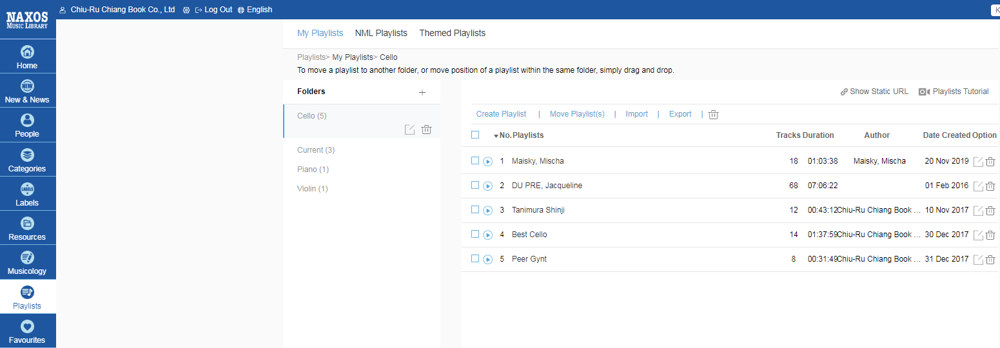 NAXOS
MUSIC LIBRARY
Chiu-Ru Chiang Book Co., Ltd Log Out English
K
Home
NEW
New & News
People
Categories
LABELS
Labels
Resources
Musicology
Playlists
Favourites
My Playlists NML Playlists Themed Playlists
Playlists> My Playlists> Cello
To move a playlist to another folder, or move position of a playlist within the same folder, simply drag and drop.
Folders +
Cello (5)
Current (3)
Piano (1)
Violin (1)
Show Static URL Playlists Tutorial
Create Playlist | Move Playlist(s) | Import | Export |
No. Playlists Tracks Duration Author Date Created Option
1 Maisky, Mischa 18 01:03:38 Maisky, Mischa 20 Nov 2019
2 DU PRE, Jacqueline 68 07:06:22 01 Feb 2016
3 Tanimura Shinji 12 00:43:12 Chiu-Ru Chiang Book ... 10 Nov 2017
4 Best Cello 14 01:37:59 Chiu-Ru Chiang Book ... 30 Dec 2017
5 Peer Gynt 8 00:31:49 Chiu-Ru Chiang Book ... 31 Dec 2017